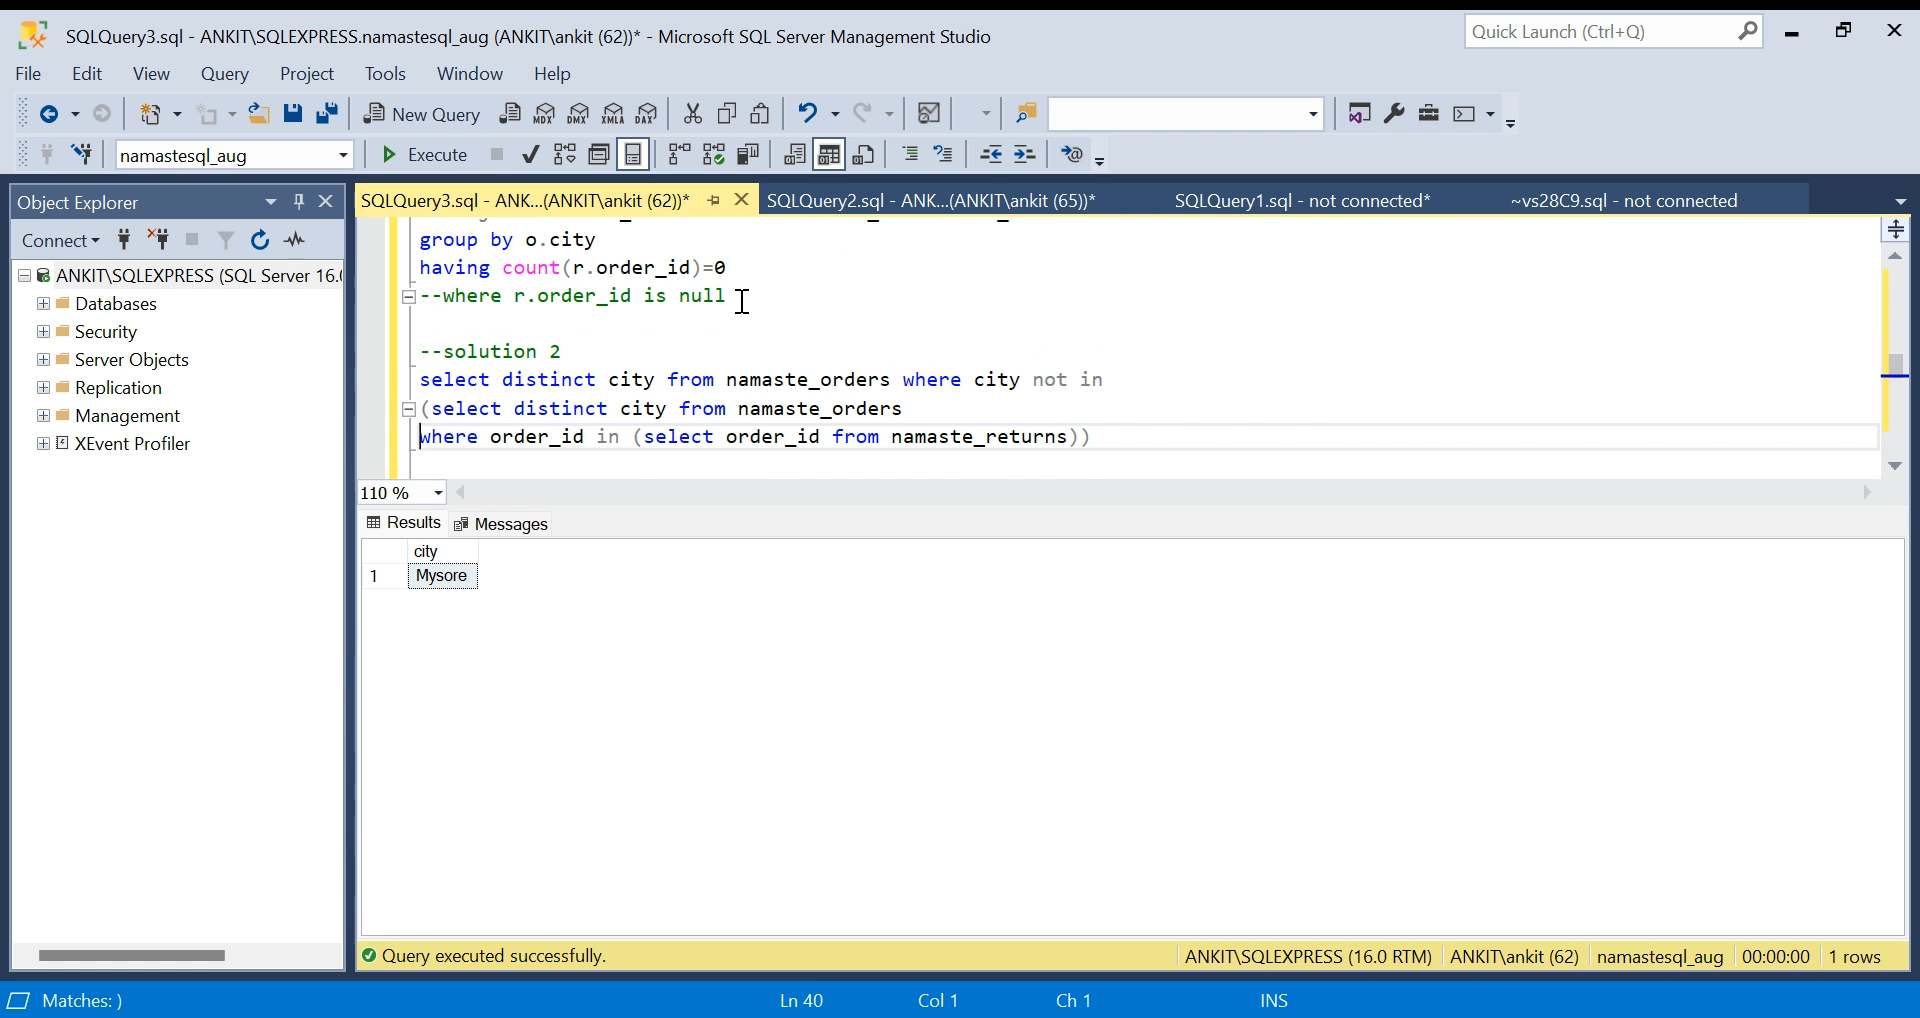 SQLQuery3.sql - ANKIT\SQLEXPRESS.namastesql_aug (ANKIT\ankit (62))* - Microsoft SQL Server Management Studio
Quick Launch (Ctrl+Q)
File Edit View Query Project Tools Window Help
New Query MDX DMX XMLA DAX
namastesql_aug Execute
Object Explorer
SQLQuery3.sql - ANK...(ANKIT\ankit (62))* SQLQuery2.sql - ANK...(ANKIT\ankit (65))* SQLQuery1.sql - not connected* ~vs28C9.sql - not connected
Connect
ANKIT\SQLEXPRESS (SQL Server 16.
Databases
Security
Server Objects
Replication
Management
XEvent Profiler
group by o.city
having count(r.order_id)=0
--where r.order_id is null
--solution 2
select distinct city from namaste_orders where city not in
(select distinct city from namaste_orders
where order_id in (select order_id from namaste_returns))
110 %
Results Messages
city
1 Mysore
Query executed successfully.
ANKIT\SQLEXPRESS (16.0 RTM) ANKIT\ankit (62) namastesql_aug 00:00:00 1 rows
Matches: ) Ln 40 Col 1 Ch 1 INS